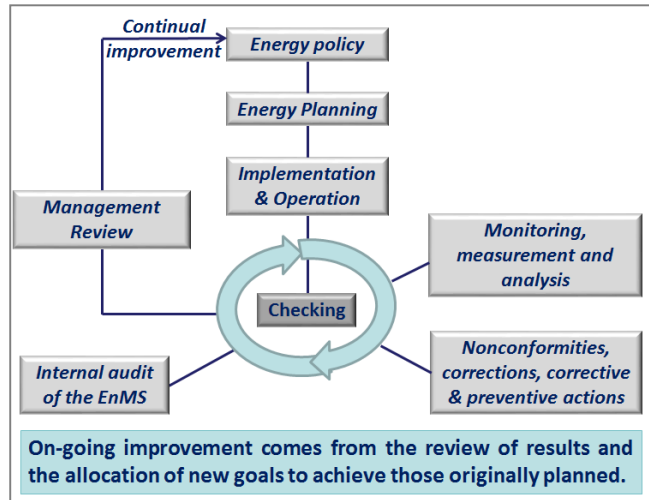 Continual
improvement
Energy policy
Energy Planning
Implementation
& Operation
Management
Review
Monitoring,
measurement and
analysis
Checking
Internal audit
of the EnMS
Nonconformities,
corrections, corrective
& preventive actions
On-going improvement comes from the review of results and
the allocation of new goals to achieve those originally planned.